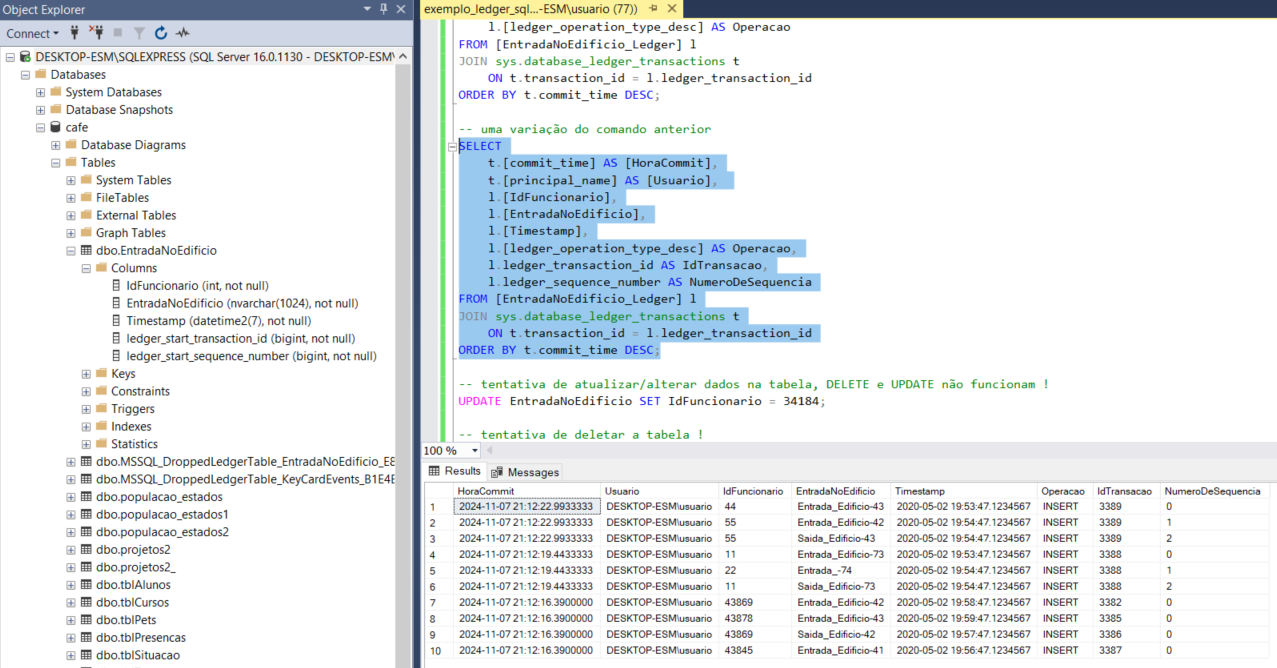 Object Explorer
Connect
DESKTOP-ESM\SQLEXPRESS (SQL Server 16.0.1130 - DESKTOP-ESM\
Databases
System Databases
Database Snapshots
cafe
Database Diagrams
Tables
System Tables
FileTables
External Tables
Graph Tables
dbo.EntradaNoEdificio
Columns
IdFuncionario (int, not null)
EntradaNoEdificio (nvarchar(1024), not null)
Timestamp (datetime2(7), not null)
ledger_start_transaction_id (bigint, not null)
ledger_start_sequence_number (bigint, not null)
Keys
Constraints
Triggers
Indexes
Statistics
dbo.MSSQL_DroppedLedgerTable_EntradaNoEdificio_E8
dbo.MSSQL_DroppedLedgerTable_KeyCardEvents_B1E4E
dbo.populacao_estados
dbo.populacao_estados1
dbo.populacao_estados2
dbo.projetos2
dbo.projetos2_
dbo.tblAlunos
dbo.tblCursos
dbo.tblPets
dbo.tblPresencas
dbo.tblSituacao
exemplo_ledger_sql...-ESM\usuario (77))
l.[ledger_operation_type_desc] AS Operacao
FROM [EntradaNoEdificio_Ledger] l
JOIN sys.database_ledger_transactions t
ON t.transaction_id = l.ledger_transaction_id
ORDER BY t.commit_time DESC;
-- uma variação do comando anterior
SELECT
t.[commit_time] AS [HoraCommit],
t.[principal_name] AS [Usuario],
l.[IdFuncionario],
l.[EntradaNoEdificio],
l.[Timestamp],
l.[ledger_operation_type_desc] AS Operacao,
l.ledger_transaction_id AS IdTransacao,
l.ledger_sequence_number AS NumeroDeSequencia
FROM [EntradaNoEdificio_Ledger] l
JOIN sys.database_ledger_transactions t
ON t.transaction_id = l.ledger_transaction_id
ORDER BY t.commit_time DESC;
-- tentativa de atualizar/alterar dados na tabela, DELETE e UPDATE não funcionam !
UPDATE EntradaNoEdificio SET IdFuncionario = 34184;
-- tentativa de deletar a tabela !
100 %
Results Messages
HoraCommit Usuario IdFuncionario EntradaNoEdificio Timestamp Operacao IdTransacao NumeroDeSequencia
1 2024-11-07 21:12:22.9933333 DESKTOP-ESM\usuario 44 Entrada_Edificio-43 2020-05-02 19:53:47.1234567 INSERT 3389 0
2 2024-11-07 21:12:22.9933333 DESKTOP-ESM\usuario 55 Entrada_Edificio-42 2020-05-02 19:54:47.1234567 INSERT 3389 1
3 2024-11-07 21:12:22.9933333 DESKTOP-ESM\usuario 55 Saida_Edificio-43 2020-05-02 19:54:47.1234567 INSERT 3389 2
4 2024-11-07 21:12:19.4433333 DESKTOP-ESM\usuario 11 Entrada_Edificio-73 2020-05-02 19:53:47.1234567 INSERT 3388 0
5 2024-11-07 21:12:19.4433333 DESKTOP-ESM\usuario 22 Entrada_-74 2020-05-02 19:54:47.1234567 INSERT 3388 1
6 2024-11-07 21:12:19.4433333 DESKTOP-ESM\usuario 11 Saida_Edificio-73 2020-05-02 19:54:47.1234567 INSERT 3388 2
7 2024-11-07 21:12:16.3900000 DESKTOP-ESM\usuario 43869 Entrada_Edificio-42 2020-05-02 19:58:47.1234567 INSERT 3382 0
8 2024-11-07 21:12:16.3900000 DESKTOP-ESM\usuario 43878 Entrada_Edificio-43 2020-05-02 19:59:47.1234567 INSERT 3385 0
9 2024-11-07 21:12:16.3900000 DESKTOP-ESM\usuario 43869 Saida_Edificio-42 2020-05-02 19:57:47.1234567 INSERT 3386 0
10 2024-11-07 21:12:16.3900000 DESKTOP-ESM\usuario 43845 Entrada_Edificio-41 2020-05-02 19:56:47.1234567 INSERT 3387 0